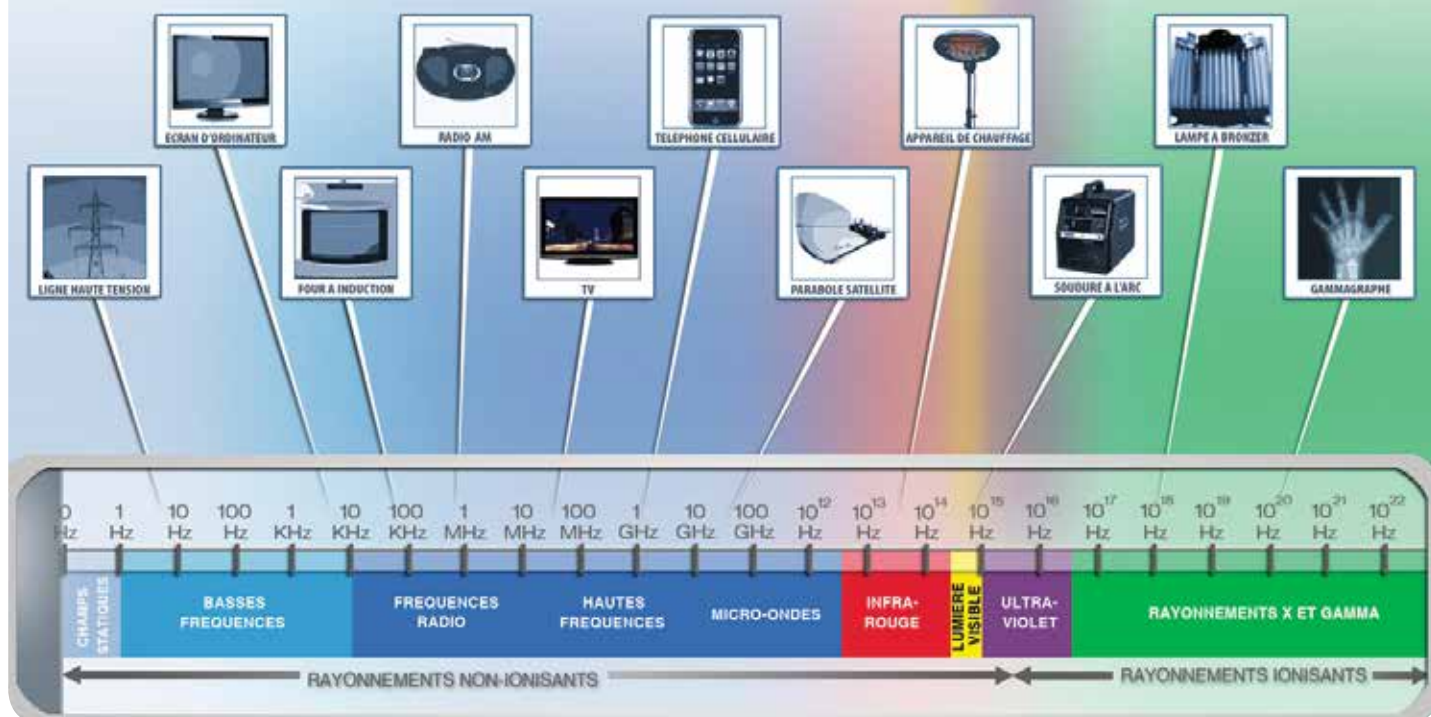 ECRAN D'ORDINATEUR
RADIO AM
TELEPHONE CELLULAIRE
APPAREIL DE CHAUFFAGE
LAMPE A BRONZER
LIGNE HAUTE TENSION
FOUR A INDUCTION
TV
PARABOLE SATELLITE
SOUDURE A L'ARC
GAMMAGRAPHE
0 Hz
1 Hz
10 Hz
100 Hz
1 KHz
10 KHz
100 KHz
1 MHz
10 MHz
100 MHz
1 GHz
10 GHz
100 GHz
10¹² Hz
10¹³ Hz
10¹⁴ Hz
10¹⁵ Hz
10¹⁶ Hz
10¹⁷ Hz
10¹⁸ Hz
10¹⁹ Hz
10²⁰ Hz
10²¹ Hz
10²² Hz
CHAMPS
STATIQUES
BASSES
FREQUENCES
FREQUENCES
RADIO
HAUTES
FREQUENCES
MICRO-ONDES
INFRA-
ROUGE
LUMIERE
VISIBLE
ULTRA-
VIOLET
RAYONNEMENTS X ET GAMMA
RAYONNEMENTS NON-IONISANTS
RAYONNEMENTS IONISANTS